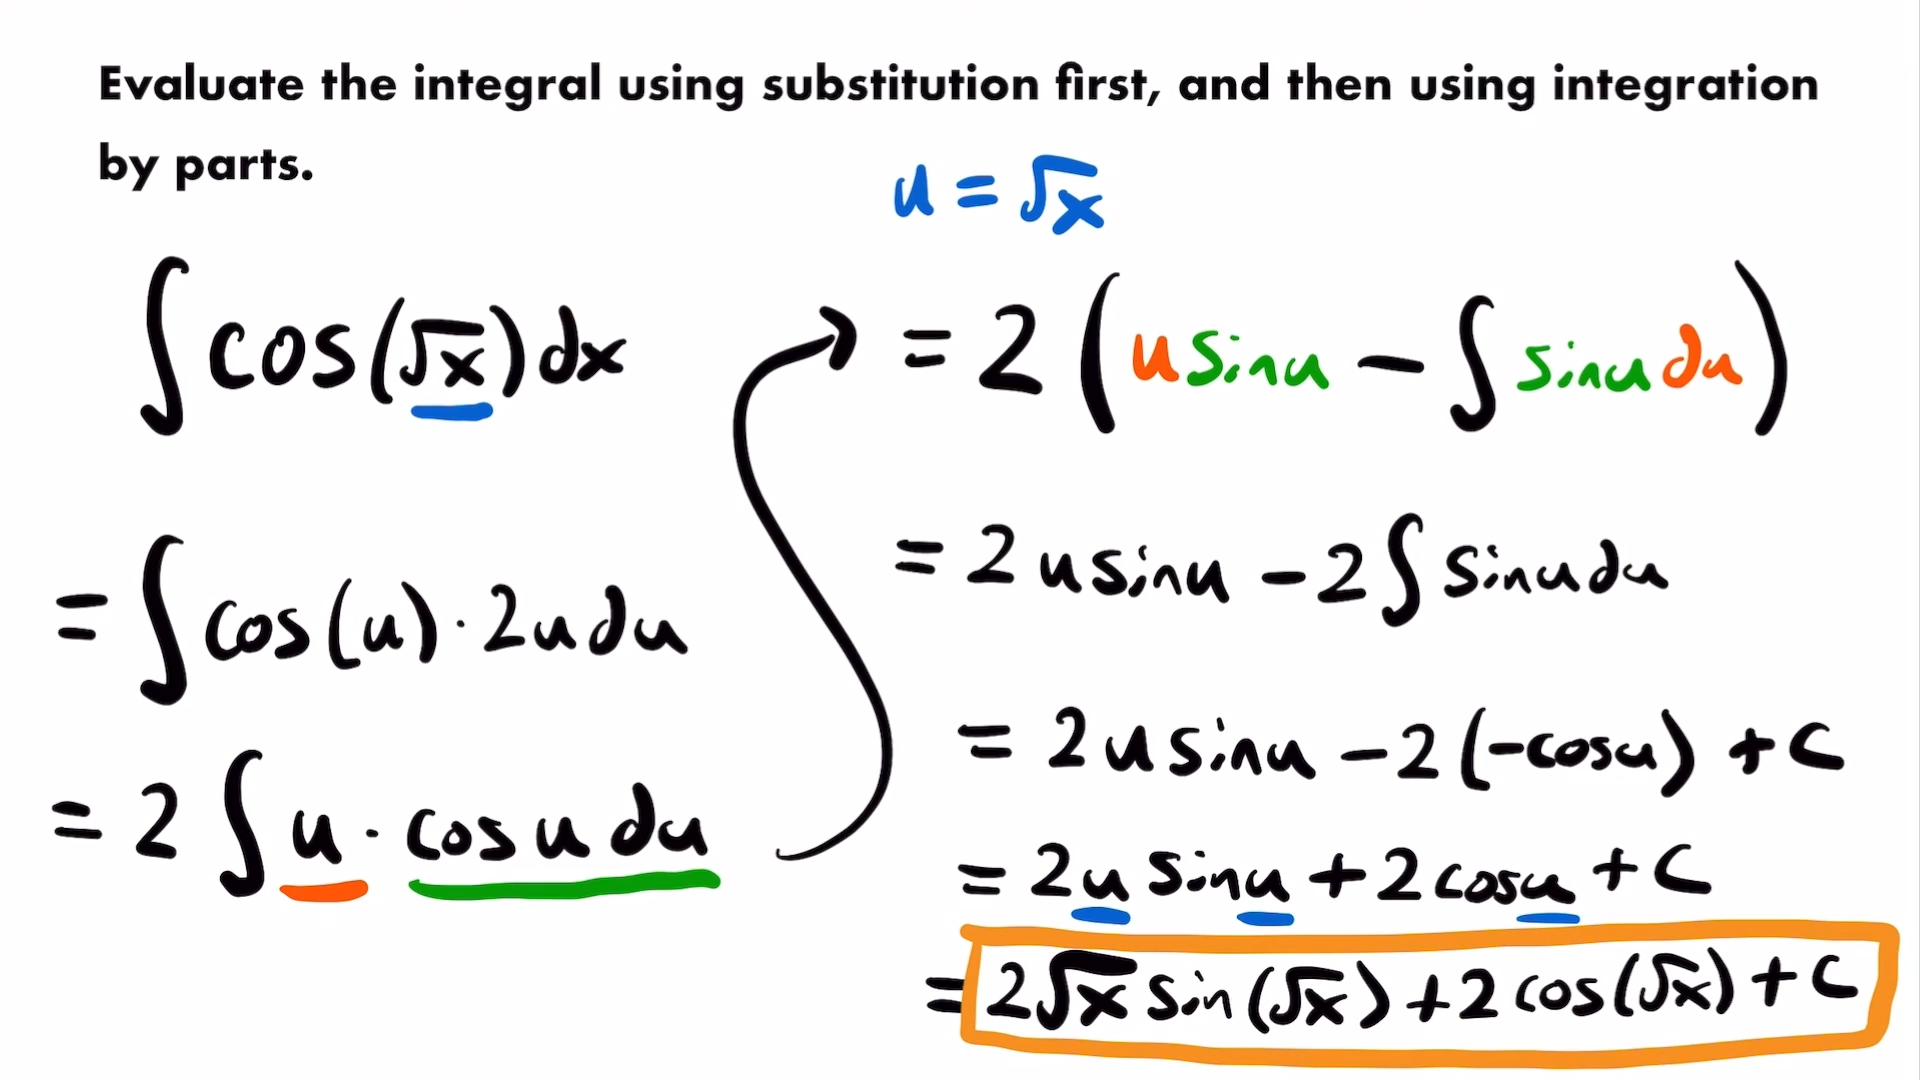 Evaluate the integral using substitution first, and then using integration
by parts.
u = √x
∫ cos(√x) dx
= ∫ cos(u) · 2u du
= 2 ∫ u · cos u du
= 2 (u sin u − ∫ sin u du)
= 2u sin u − 2 ∫ sin u du
= 2u sin u − 2(−cos u) + C
= 2u sin u + 2 cos u + C
= 2√x sin(√x) + 2 cos(√x) + C